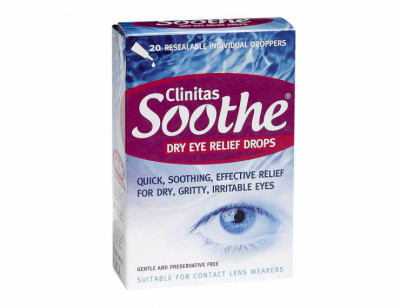 20 RESEALABLE INDIVIDUAL DROPPERS
Clinitas
Soothe®
DRY EYE RELIEF DROPS
QUICK, SOOTHING, EFFECTIVE RELIEF
FOR DRY, GRITTY, IRRITABLE EYES
GENTLE AND PRESERVATIVE FREE
SUITABLE FOR CONTACT LENS WEARERS